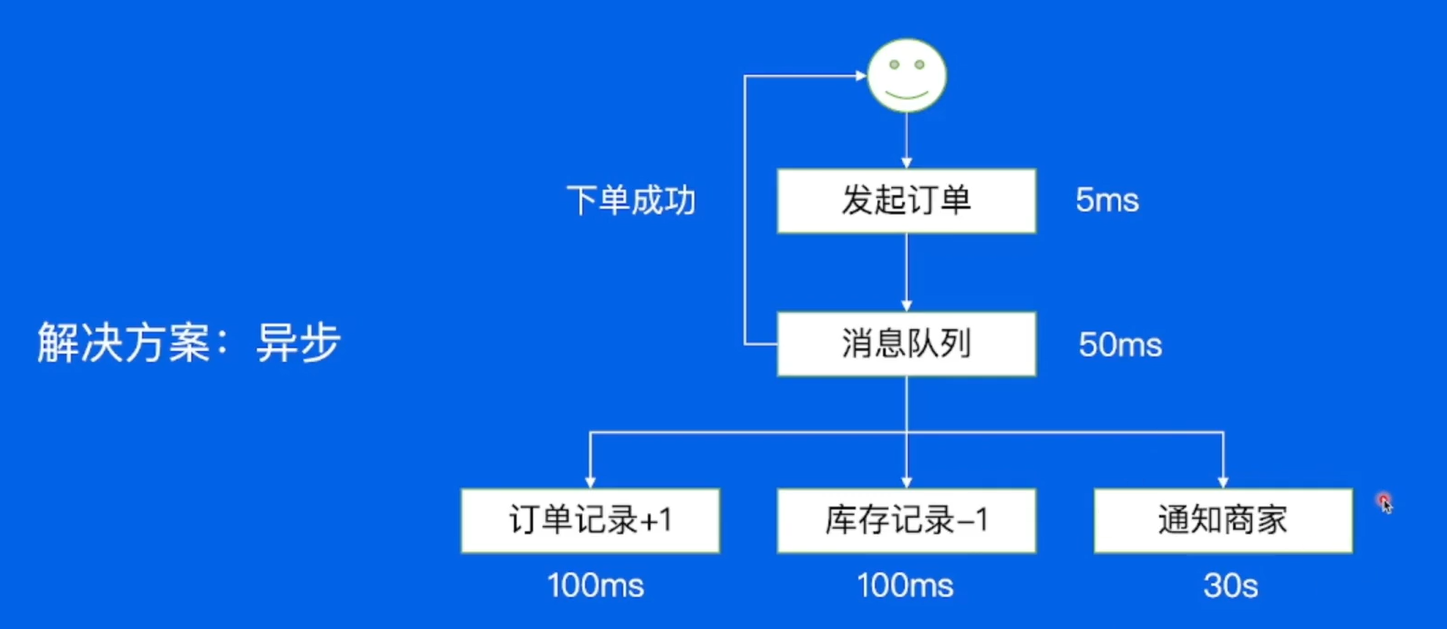 下单成功
发起订单
5ms
解决方案：异步
消息队列
50ms
订单记录+1
库存记录-1
通知商家
100ms
100ms
30s